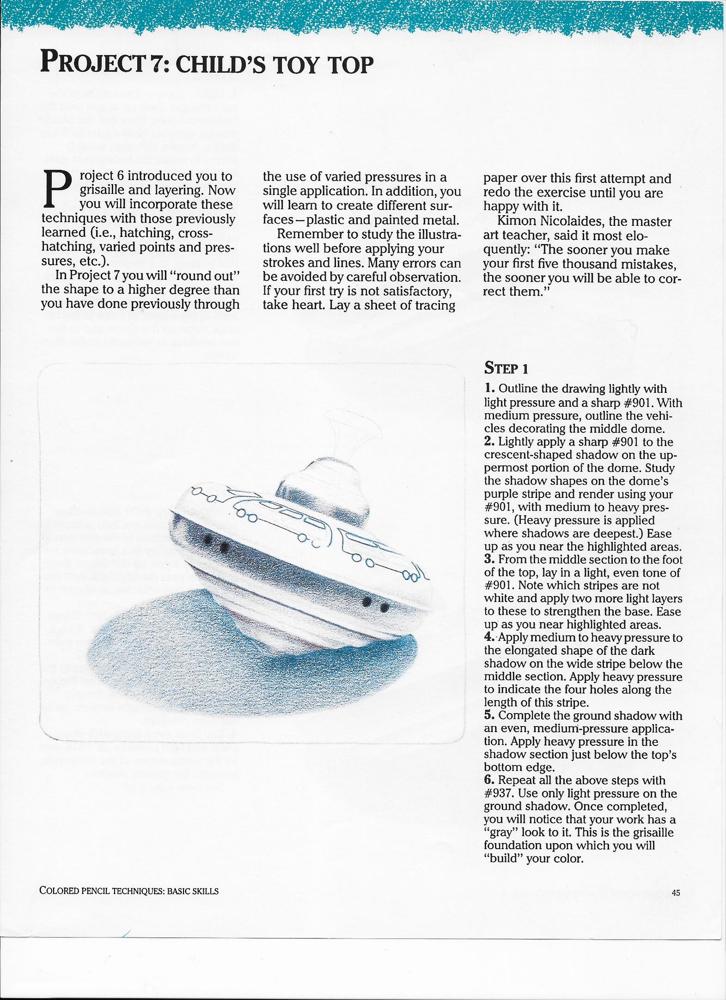 PROJECT 7: CHILD'S TOY TOP
Project 6 introduced you to
grisaille and layering. Now
you will incorporate these
techniques with those previously
learned (i.e., hatching, cross-
hatching, varied points and pres-
sures, etc.).
In Project 7 you will “round out”
the shape to a higher degree than
you have done previously through
the use of varied pressures in a
single application. In addition, you
will learn to create different sur-
faces—plastic and painted metal.
Remember to study the illustra-
tions well before applying your
strokes and lines. Many errors can
be avoided by careful observation.
If your first try is not satisfactory,
take heart. Lay a sheet of tracing
paper over this first attempt and
redo the exercise until you are
happy with it.
Kimon Nicolaides, the master
art teacher, said it most elo-
quently: “The sooner you make
your first five thousand mistakes,
the sooner you will be able to cor-
rect them.”
STEP 1
1. Outline the drawing lightly with
light pressure and a sharp #901. With
medium pressure, outline the vehi-
cles decorating the middle dome.
2. Lightly apply a sharp #901 to the
crescent-shaped shadow on the up-
permost portion of the dome. Study
the shadow shapes on the dome's
purple stripe and render using your
#901, with medium to heavy pres-
sure. (Heavy pressure is applied
where shadows are deepest.) Ease
up as you near the highlighted areas.
3. From the middle section to the foot
of the top, lay in a light, even tone of
#901. Note which stripes are not
white and apply two more light layers
to these to strengthen the base. Ease
up as you near highlighted areas.
4. Apply medium to heavy pressure to
the elongated shape of the dark
shadow on the wide stripe below the
middle section. Apply heavy pressure
to indicate the four holes along the
length of this stripe.
5. Complete the ground shadow with
an even, medium-pressure applica-
tion. Apply heavy pressure in the
shadow section just below the top's
bottom edge.
6. Repeat all the above steps with
#937. Use only light pressure on the
ground shadow. Once completed,
you will notice that your work has a
“gray” look to it. This is the grisaille
foundation upon which you will
“build” your color.
COLORED PENCIL TECHNIQUES: BASIC SKILLS
45